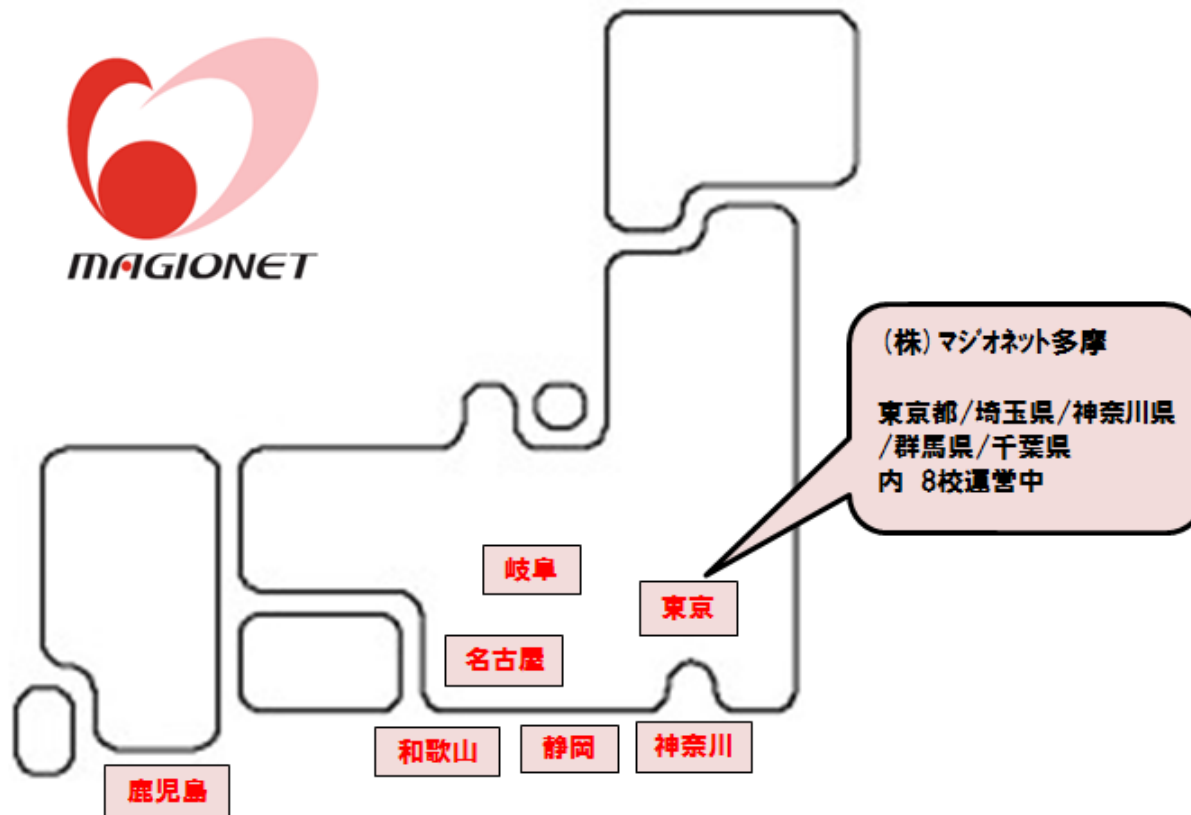 MAGIONET
(株)マジオネット多摩
東京都/埼玉県/神奈川県
/群馬県/千葉県
内 8校運営中
岐阜
東京
名古屋
和歌山
静岡
神奈川
鹿児島